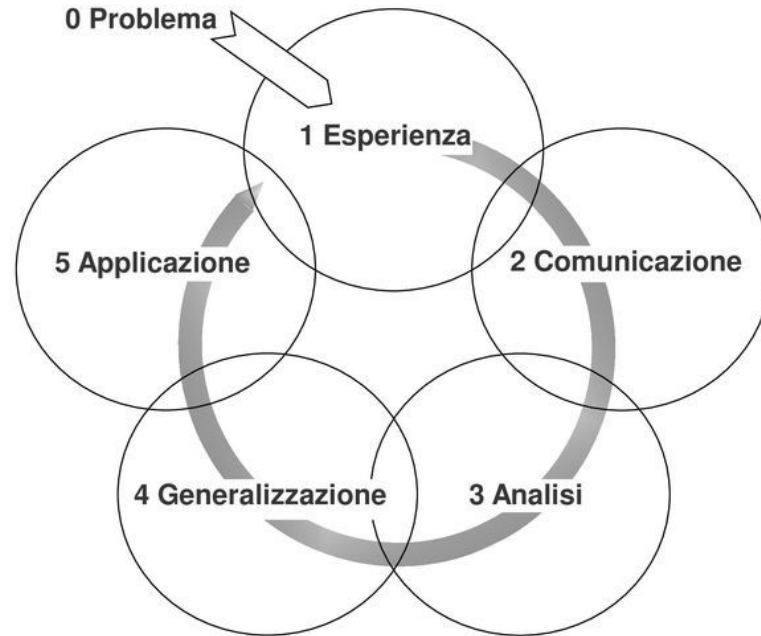 0 Problema
1 Esperienza
2 Comunicazione
3 Analisi
4 Generalizzazione
5 Applicazione